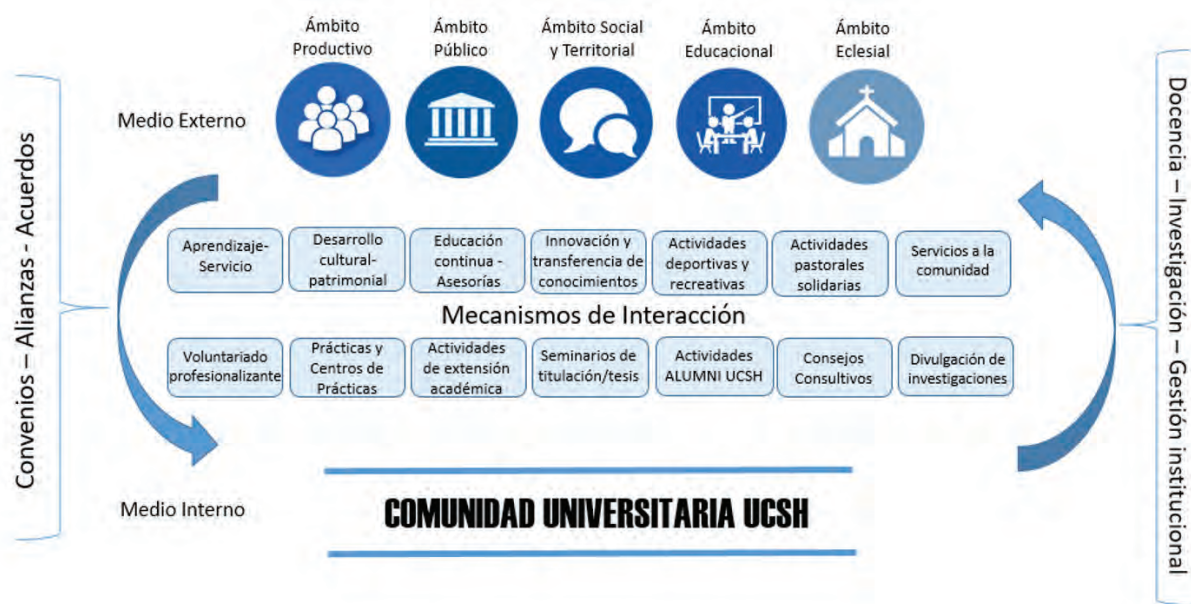 Ámbito
Productivo
Ámbito
Público
Ámbito Social
y Territorial
Ámbito
Educacional
Ámbito
Eclesial
Medio Externo
Convenios – Alianzas - Acuerdos
Docencia – Investigación – Gestión institucional
Aprendizaje-
Servicio
Desarrollo
cultural-
patrimonial
Educación
continua -
Asesorías
Innovación y
transferencia de
conocimientos
Actividades
deportivas y
recreativas
Actividades
pastorales
solidarias
Servicios a la
comunidad
Mecanismos de Interacción
Voluntariado
profesionalizante
Prácticas y
Centros de
Prácticas
Actividades
de extensión
académica
Seminarios de
titulación/tesis
Actividades
ALUMNI UCSH
Consejos
Consultivos
Divulgación de
investigaciones
Medio Interno
COMUNIDAD UNIVERSITARIA UCSH